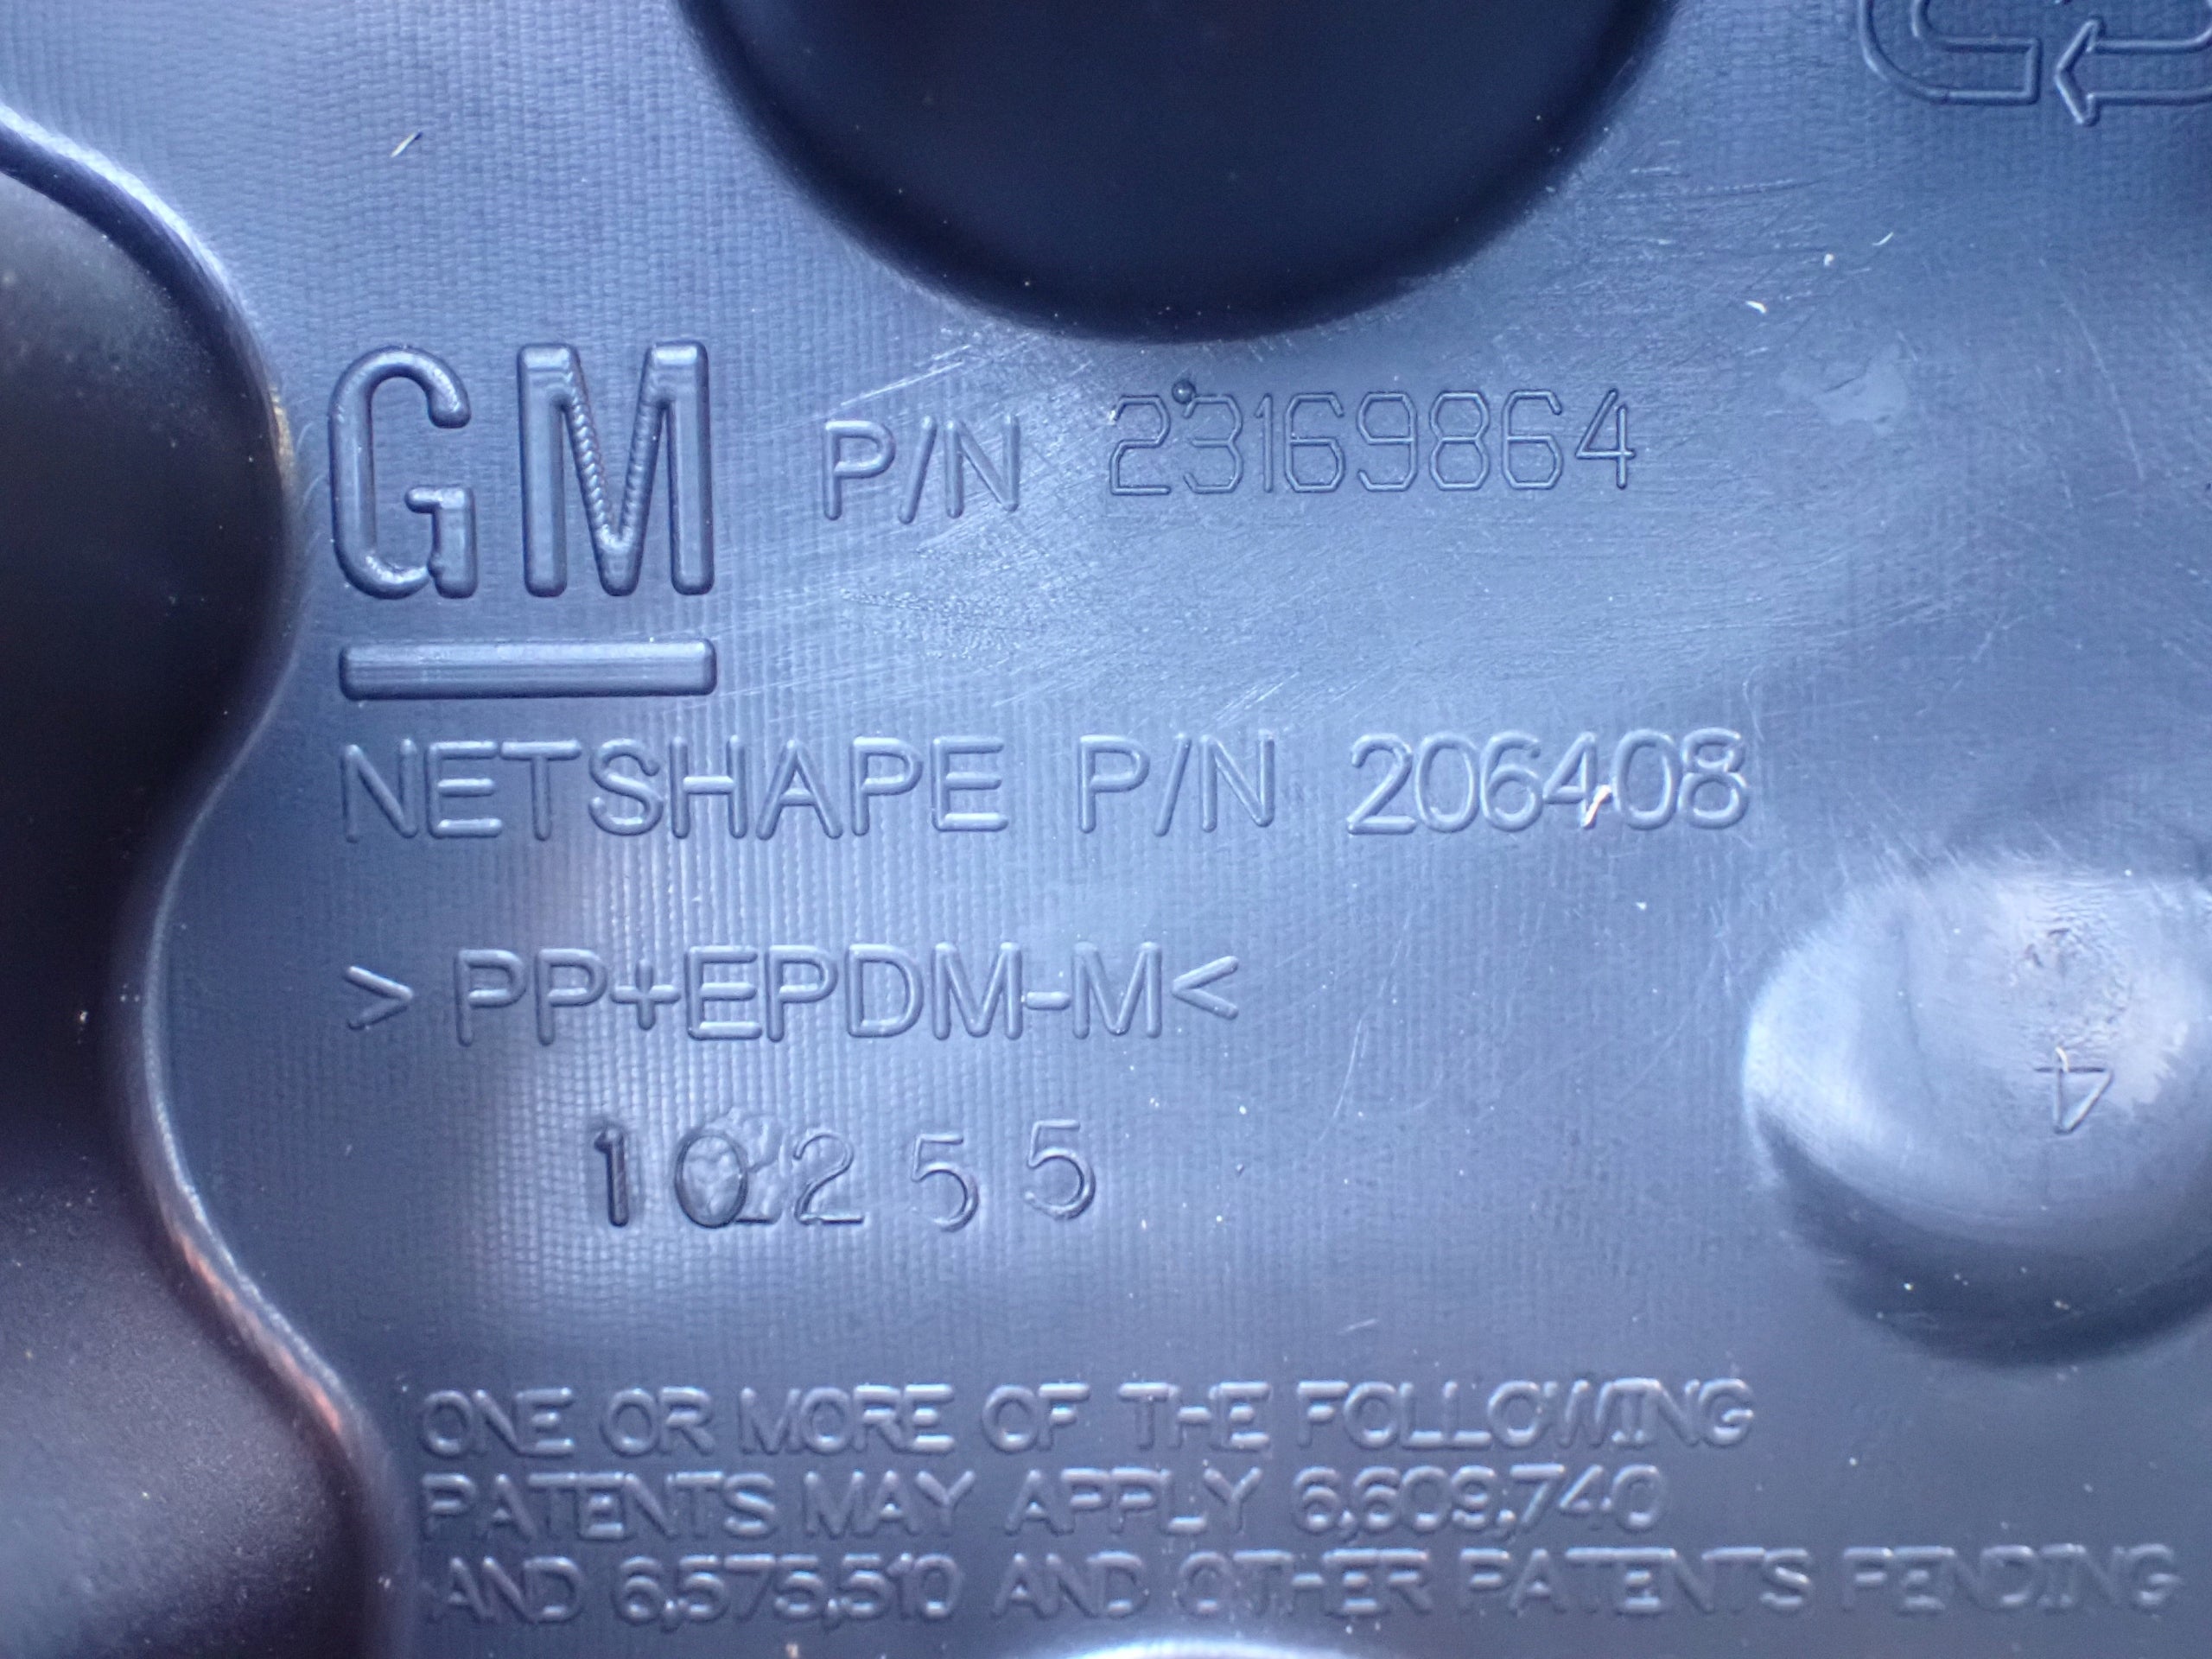 GM P/N 23169864
NETSHAPE P/N 206408
>PP+EPDM-M<
10255
4
ONE OR MORE OF THE FOLLOWING
PATENTS MAY APPLY 6,609,740
AND 6,575,510 AND OTHER PATENTS PENDING